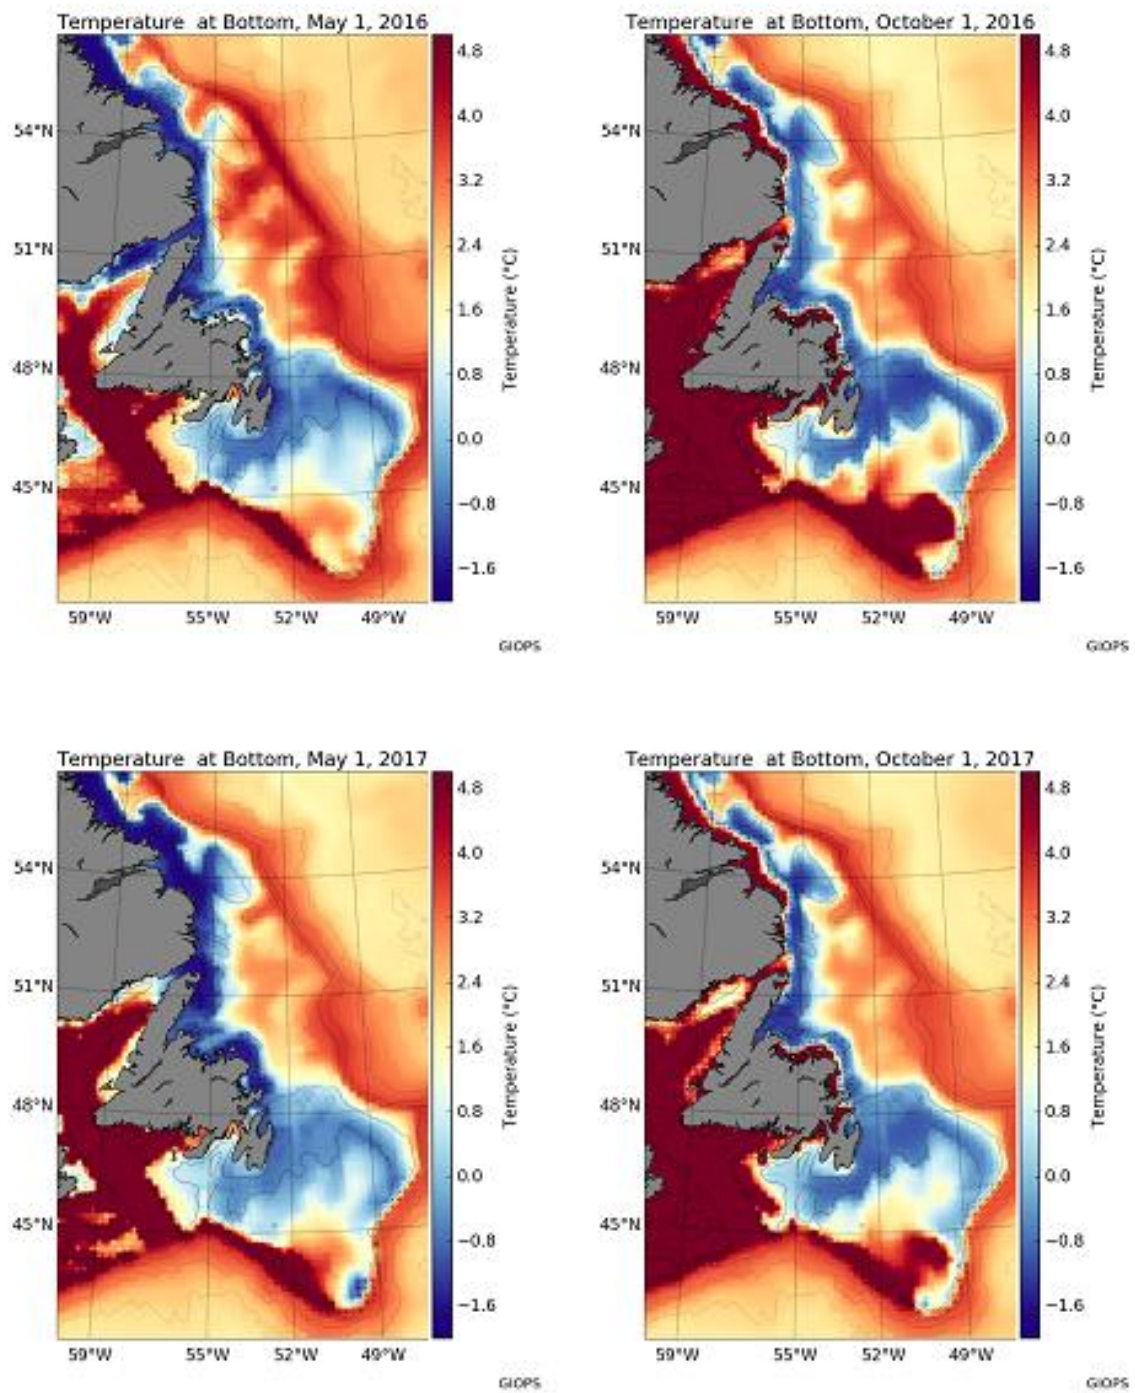 Temperature  at Bottom, May 1, 2016
4.8
4.0
3.2
2.4
1.6
0.8
0.0
−0.8
−1.6
Temperature (°C)
54°N
51°N
48°N
45°N
59°W 55°W 52°W 49°W
GIOPS
Temperature  at Bottom, October 1, 2016
4.8
4.0
3.2
2.4
1.6
0.8
0.0
−0.8
−1.6
Temperature (°C)
54°N
51°N
48°N
45°N
59°W 55°W 52°W 49°W
GIOPS
Temperature  at Bottom, May 1, 2017
4.8
4.0
3.2
2.4
1.6
0.8
0.0
−0.8
−1.6
Temperature (°C)
54°N
51°N
48°N
45°N
59°W 55°W 52°W 49°W
GIOPS
Temperature  at Bottom, October 1, 2017
4.8
4.0
3.2
2.4
1.6
0.8
0.0
−0.8
−1.6
Temperature (°C)
54°N
51°N
48°N
45°N
59°W 55°W 52°W 49°W
GIOPS